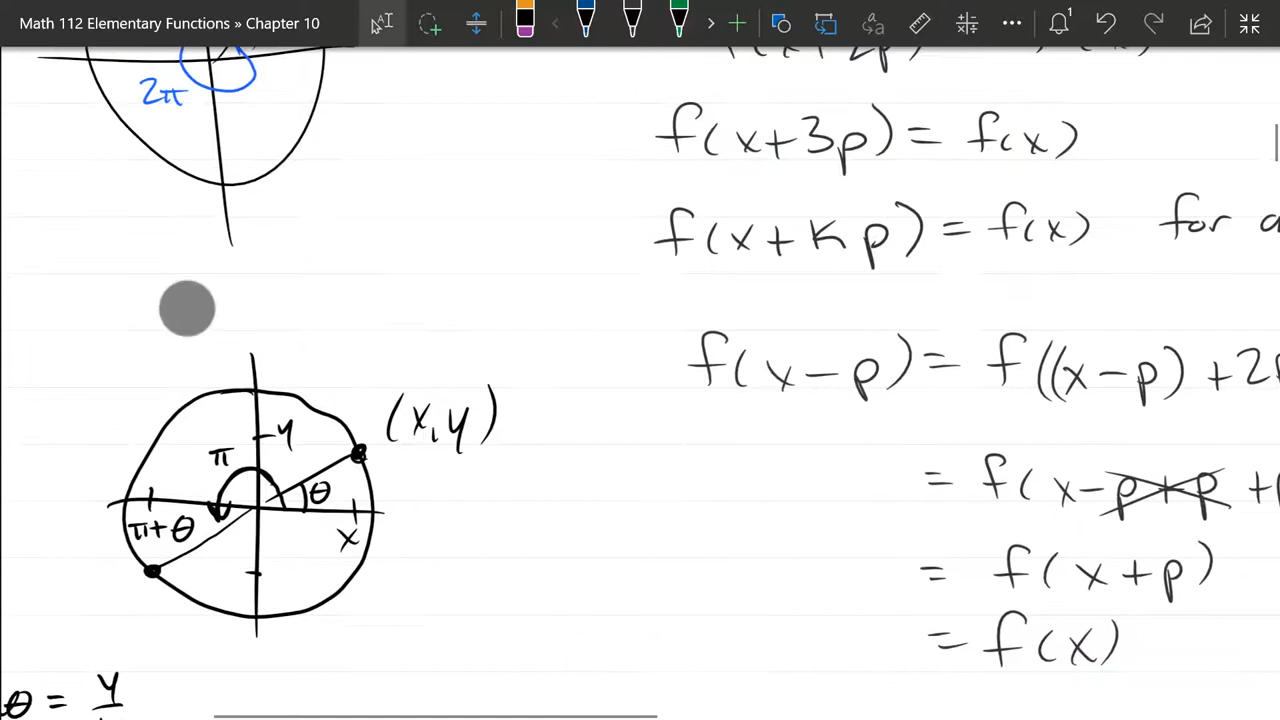 Math 112 Elementary Functions » Chapter 10
2π
f(x+3p) = f(x)
f(x+kp) = f(x) for
f(x-p) = f((x-p) +2
= f(x-p+p +
= f(x+p)
= f(x)
(x,y)
y
π
θ
π+θ
x
θ = y